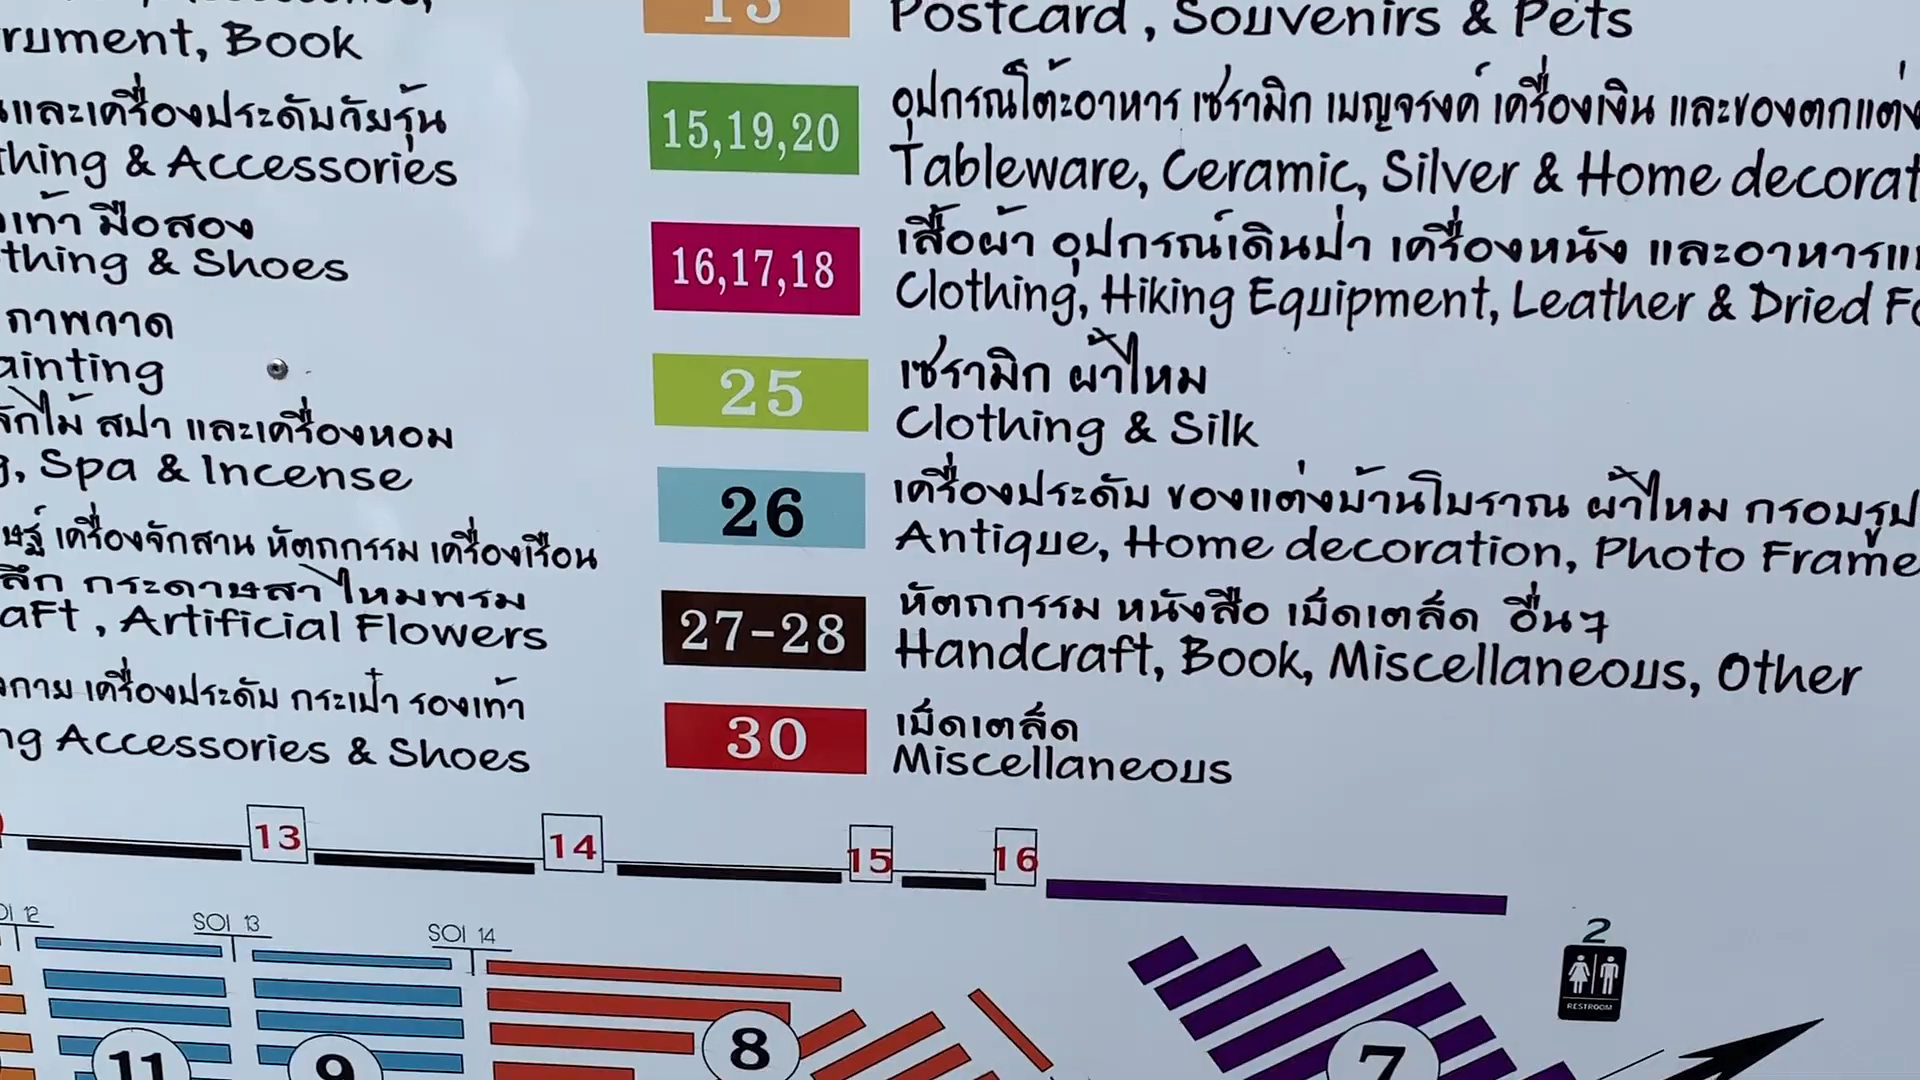 rument, Book
และเครื่องประดับวัยรุ่น
thing & Accessories
เท้า มือสอง
thing & Shoes
ภาพวาด
ainting
จักไม้ สปา และเครื่องหอม
g, Spa & Incense
ษฐ์ เครื่องจักสาน หัตถกรรม เครื่องเรือน
สึก กระดาษสา ไหมพรม
aft, Artificial Flowers
กาย เครื่องประดับ กระเป๋า รองเท้า
ng Accessories & Shoes
13
Postcard, Souvenirs & Pets
15,19,20
อุปกรณ์โต้ะอาหาร เซรามิก เบญจรงค์ เครื่องเงิน และของตกแต่ง
Tableware, Ceramic, Silver & Home decorat
16,17,18
เสื้อผ้า อุปกรณ์เดินป่า เครื่องหนัง และอาหารแ
Clothing, Hiking Equipment, Leather & Dried Fo
25
เซรามิก ผ้าไหม
Clothing & Silk
26
เครื่องประดับ ของแต่งบ้านโบราณ ผ้าไหม กรอบรูป
Antique, Home decoration, Photo Frame
27-28
หัตถกรรม หนังสือ เบ็ดเตล็ด อื่นๆ
Handcraft, Book, Miscellaneous, Other
30
เบ็ดเตล็ด
Miscellaneous
13
14
15
16
OI 12
SOI 13
SOI 14
2
RESTROOM
11
9
8
7